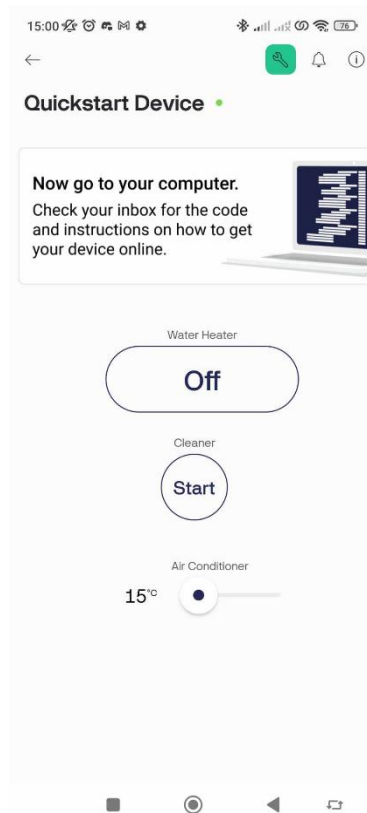 15:00
76
Quickstart Device
Now go to your computer.
Check your inbox for the code
and instructions on how to get
your device online.
Water Heater
Off
Cleaner
Start
Air Conditioner
15°C